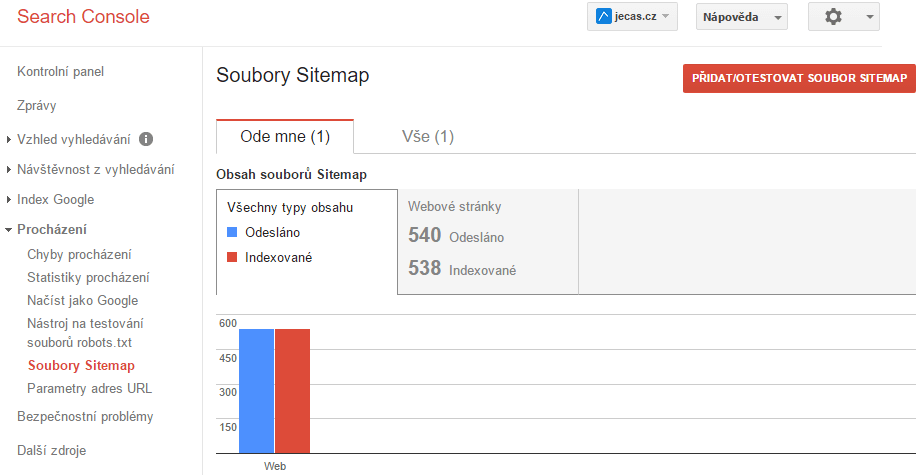 Search Console
jecas.cz
Nápověda
Kontrolní panel
Zprávy
Vzhled vyhledávání
Návštěvnost z vyhledávání
Index Google
Procházení
Chyby procházení
Statistiky procházení
Načíst jako Google
Nástroj na testování
souborů robots.txt
Soubory Sitemap
Parametry adres URL
Bezpečnostní problémy
Další zdroje
Soubory Sitemap
PŘIDAT/OTESTOVAT SOUBOR SITEMAP
Ode mne (1)
Vše (1)
Obsah souborů Sitemap
Všechny typy obsahu
Odesláno
Indexované
Webové stránky
540 Odesláno
538 Indexované
600
450
300
150
Web